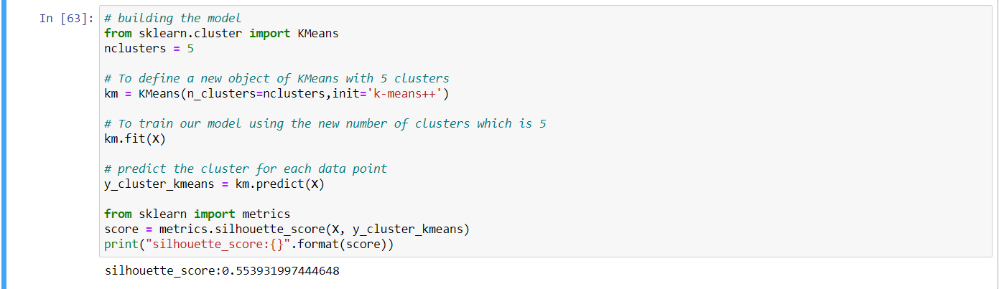 In [63]: # building the model
from sklearn.cluster import KMeans
nclusters = 5
# To define a new object of KMeans with 5 clusters
km = KMeans(n_clusters=nclusters,init='k-means++')
# To train our model using the new number of clusters which is 5
km.fit(X)
# predict the cluster for each data point
y_cluster_kmeans = km.predict(X)
from sklearn import metrics
score = metrics.silhouette_score(X, y_cluster_kmeans)
print("silhouette_score:{}".format(score))
silhouette_score:0.553931997444648